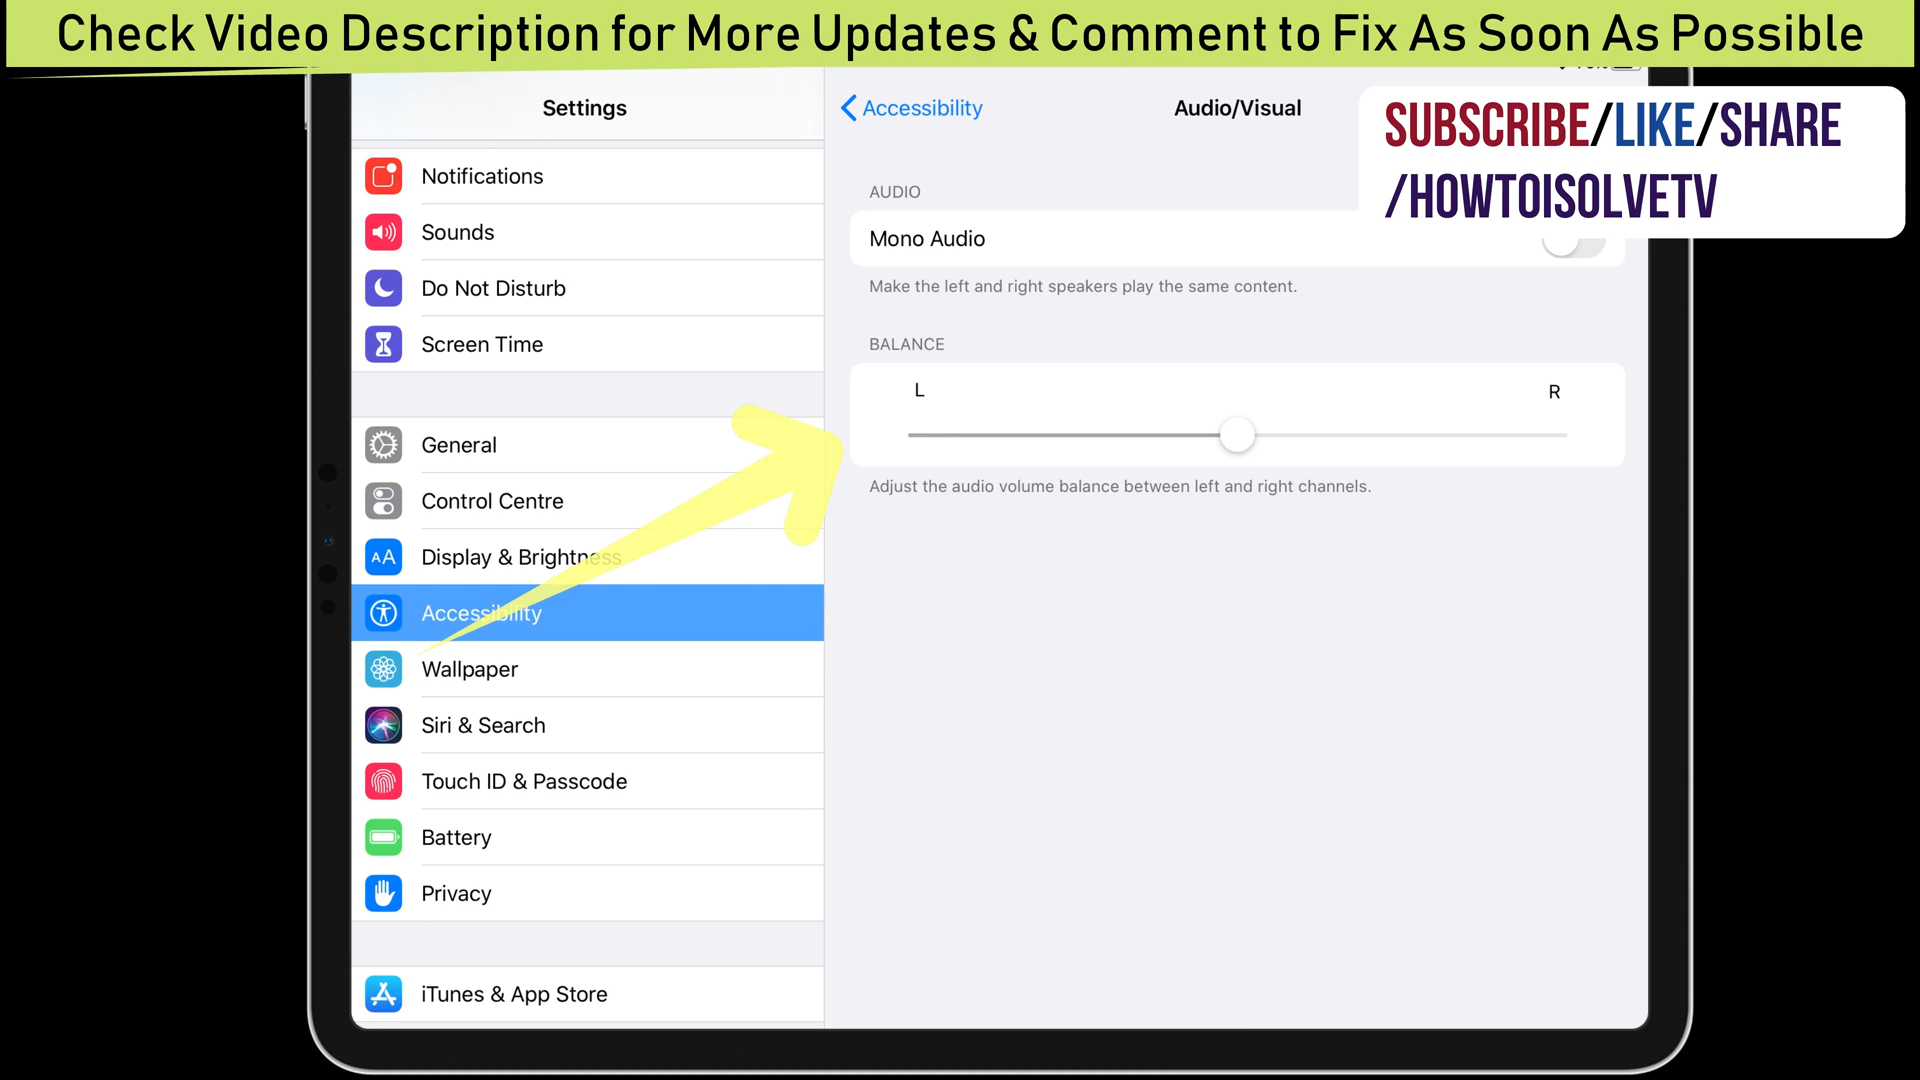 Check Video Description for More Updates & Comment to Fix As Soon As Possible
Settings
Accessibility
Audio/Visual
SUBSCRIBE/LIKE/SHARE
/HOWTOISOLVETV
Notifications
Sounds
Do Not Disturb
Screen Time
General
Control Centre
AA
Display & Brightness
Accessibility
Wallpaper
Siri & Search
Touch ID & Passcode
Battery
Privacy
iTunes & App Store
AUDIO
Mono Audio
Make the left and right speakers play the same content.
BALANCE
L
R
Adjust the audio volume balance between left and right channels.